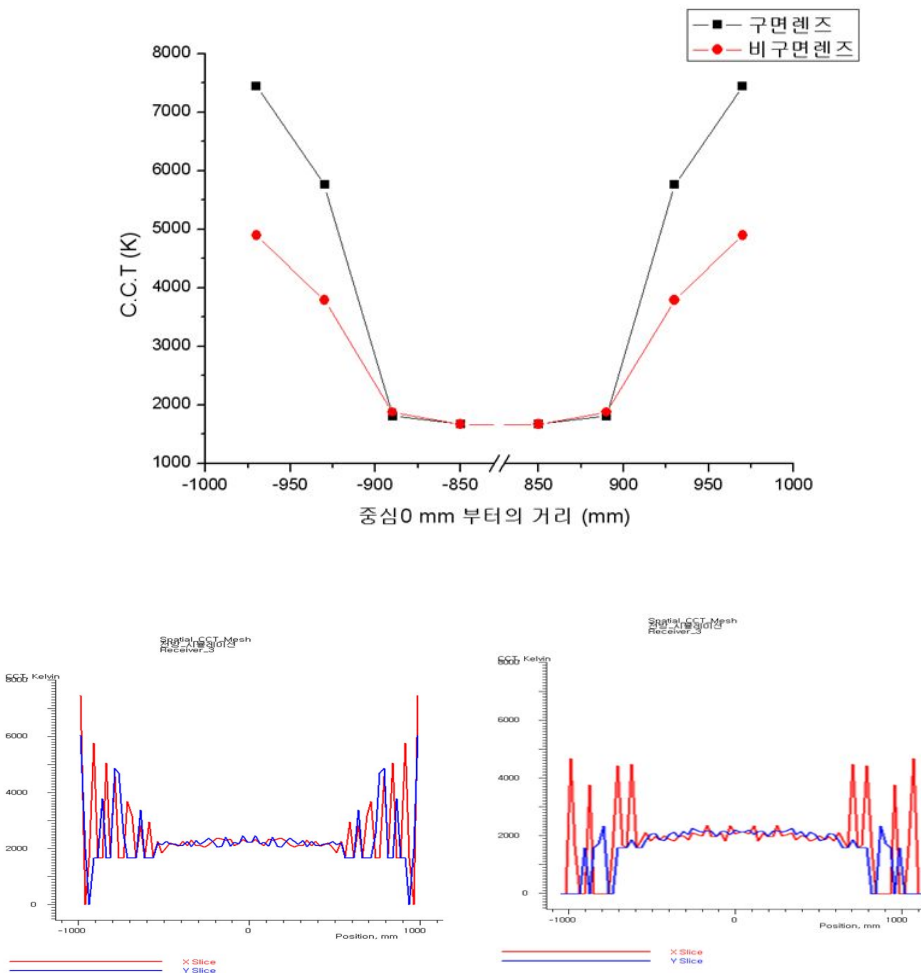 구면렌즈
비구면렌즈
8000
7000
6000
5000
4000
3000
2000
1000
C.C.T (K)
-1000 -950 -900 -850 850 900 950 1000
중심0 mm 부터의 거리 (mm)
Spatial_CCT_Mesh
Receiver_3
CCT, Kelvin
8000
6000
4000
2000
0
-1000 0 1000
Position, mm
X Slice
Y Slice
Spatial_CCT_Mesh
Receiver_3
CCT, Kelvin
8000
6000
4000
2000
0
-1000 0 1000
Position, mm
X Slice
Y Slice